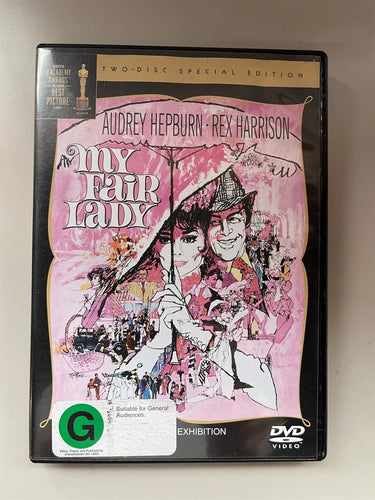 TWO-DISC SPECIAL EDITION
ACADEMY
AWARDS
BEST
PICTURE
AUDREY HEPBURN · REX HARRISON
MY
FAIR
LADY
G
Suitable for General
Audiences.
EXHIBITION
DVD
VIDEO